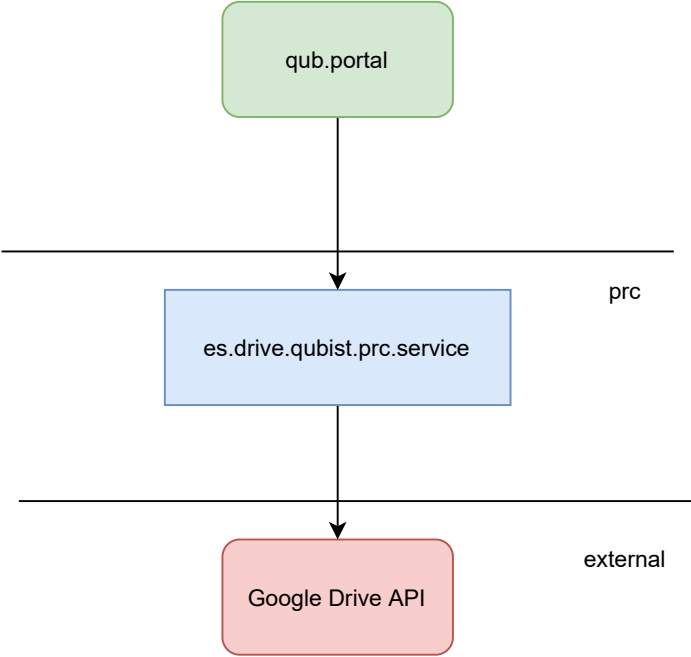 qub.portal
prc
es.drive.qubist.prc.service
external
Google Drive API